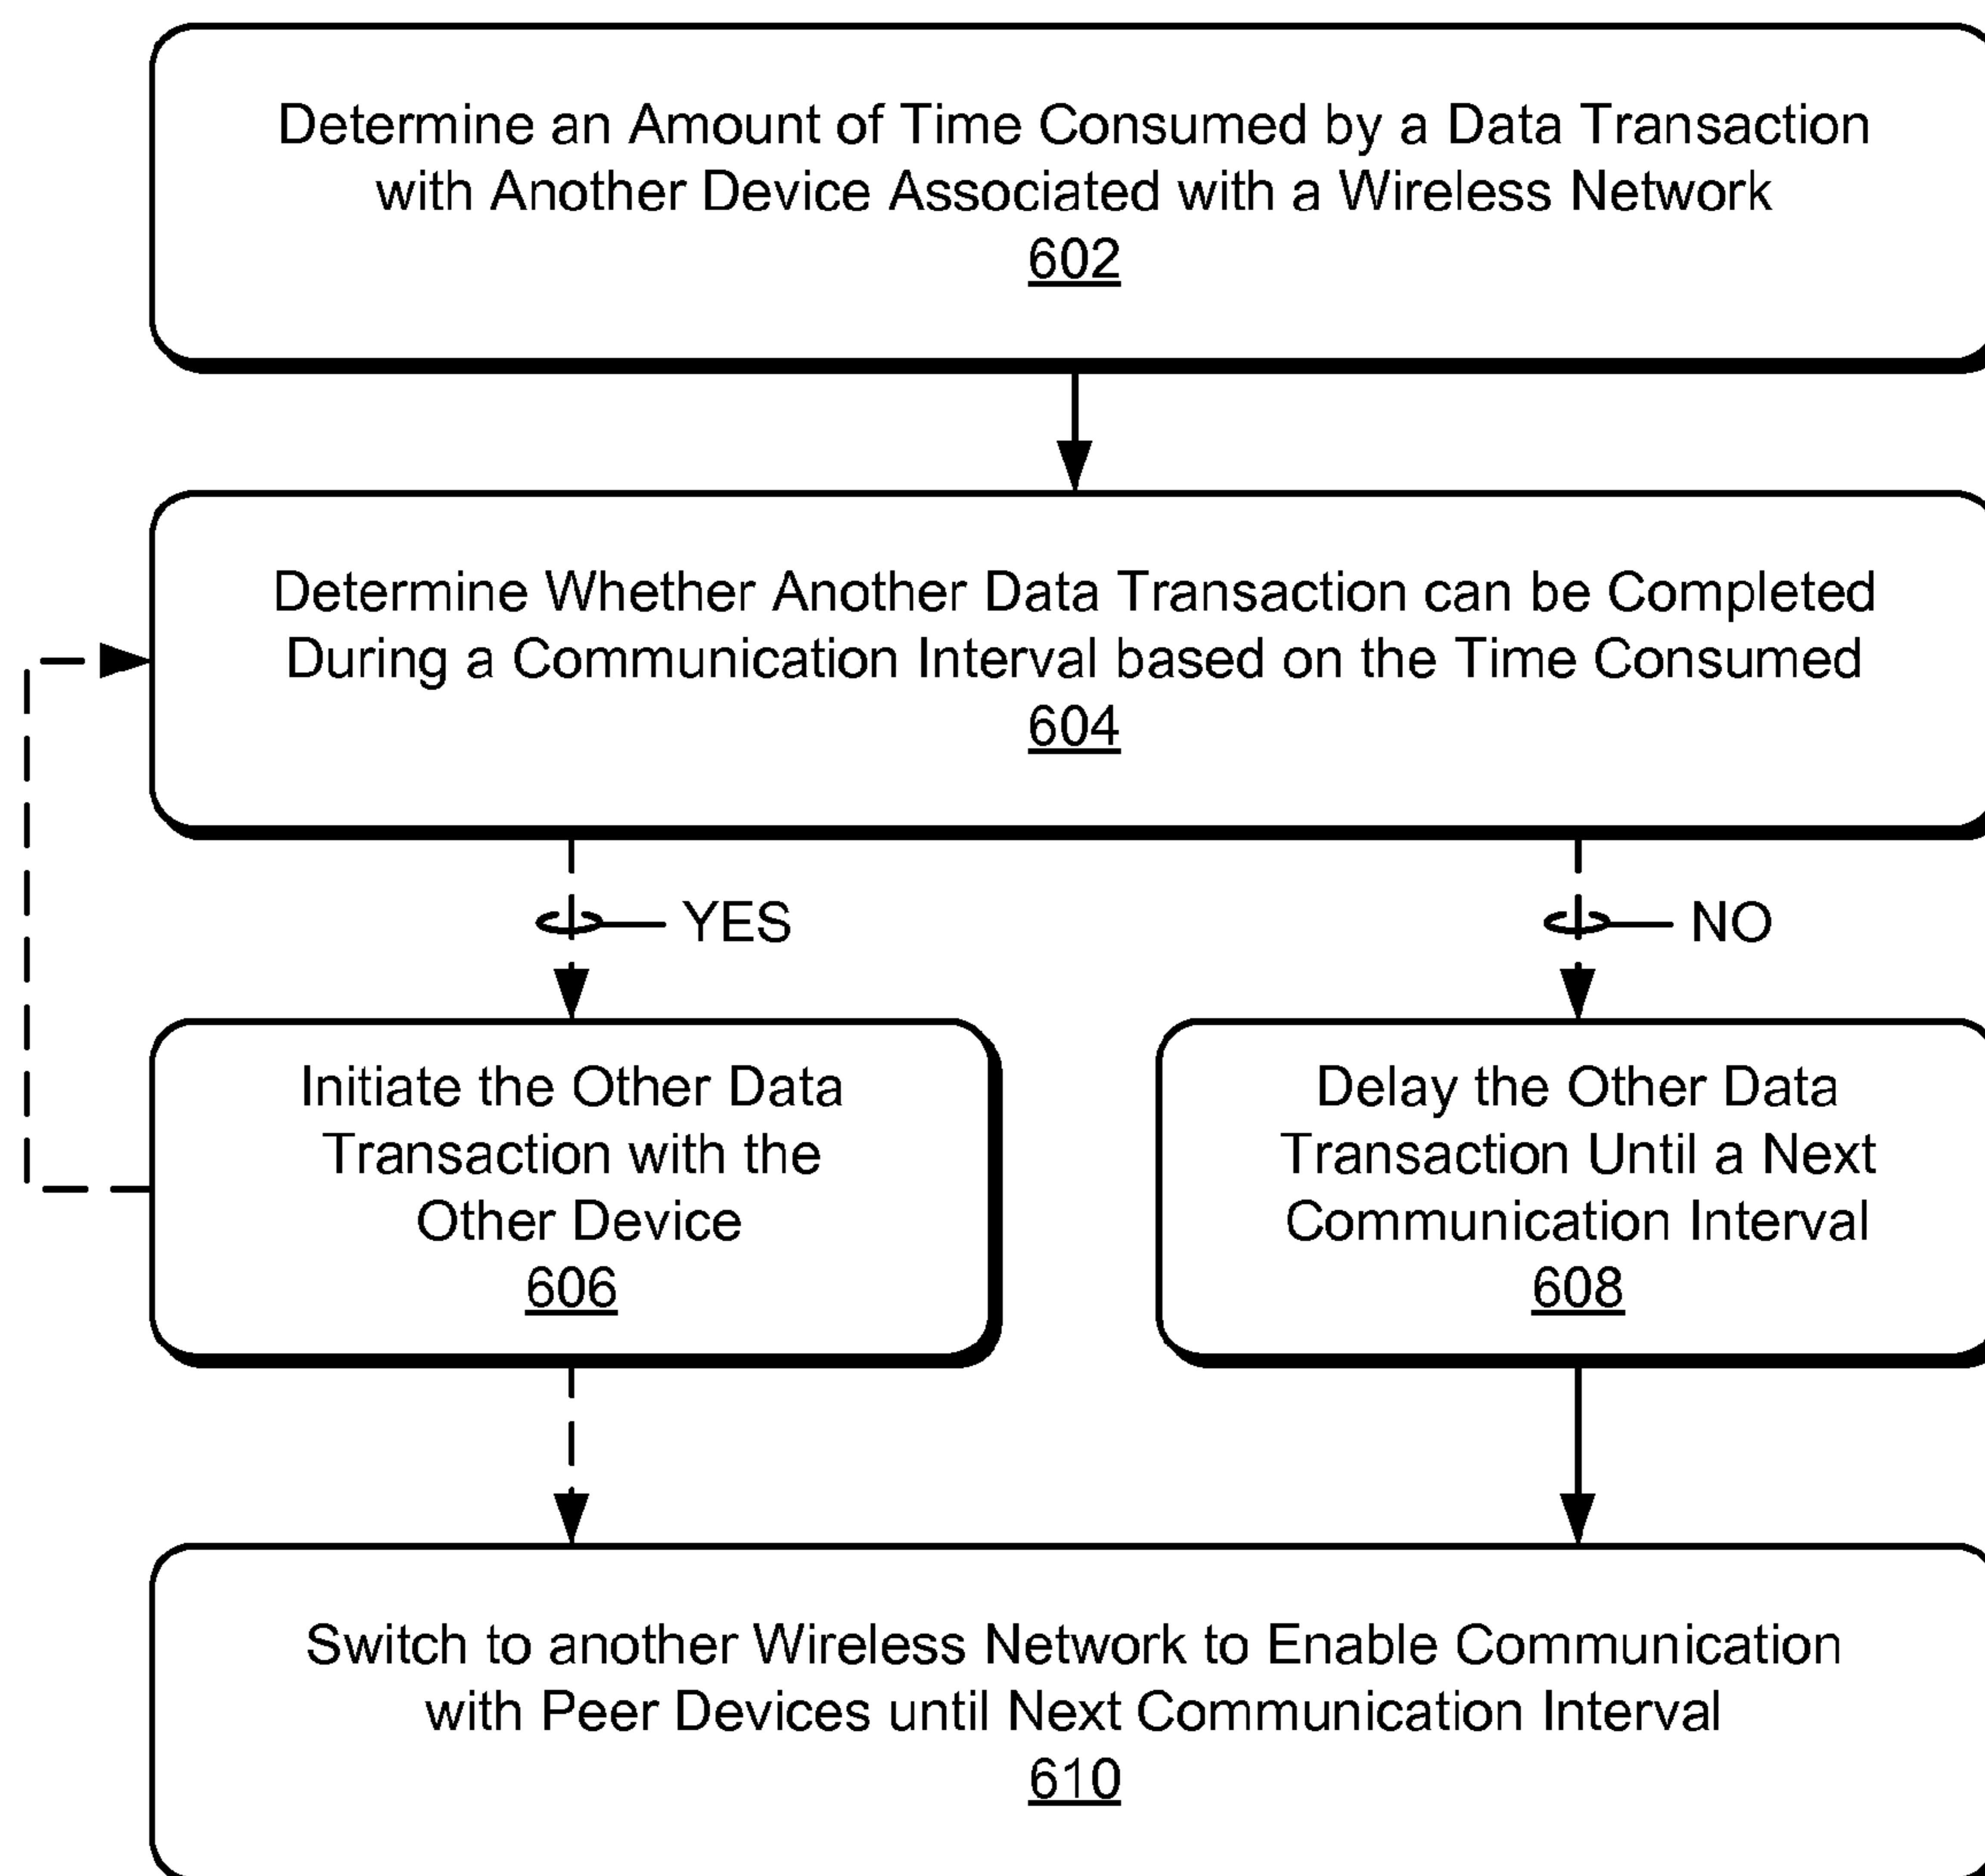 Determine an Amount of Time Consumed by a Data Transaction
with Another Device Associated with a Wireless Network
602
Determine Whether Another Data Transaction can be Completed
During a Communication Interval based on the Time Consumed
604
YES
NO
Initiate the Other Data
Transaction with the
Other Device
606
Delay the Other Data
Transaction Until a Next
Communication Interval
608
Switch to another Wireless Network to Enable Communication
with Peer Devices until Next Communication Interval
610